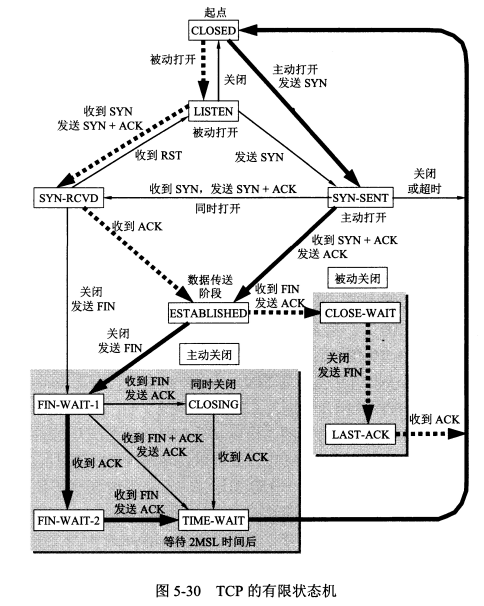 起点
CLOSED
被动打开
关闭
主动打开
发送 SYN
LISTEN
被动打开
收到 SYN
发送 SYN + ACK
收到 RST
发送 SYN
SYN-RCVD
收到 SYN，发送 SYN + ACK
同时打开
SYN-SENT
主动打开
关闭
或超时
收到 ACK
收到 SYN + ACK
发送 ACK
关闭
发送 FIN
数据传送
阶段
ESTABLISHED
收到 FIN
发送 ACK
被动关闭
CLOSE-WAIT
关闭
发送 FIN
主动关闭
关闭
发送 FIN
LAST-ACK
收到 ACK
FIN-WAIT-1
收到 FIN
发送 ACK
同时关闭
CLOSING
收到 FIN + ACK
发送 ACK
收到 ACK
收到 ACK
FIN-WAIT-2
收到 FIN
发送 ACK
TIME-WAIT
等待 2MSL 时间后
图 5-30 TCP 的有限状态机